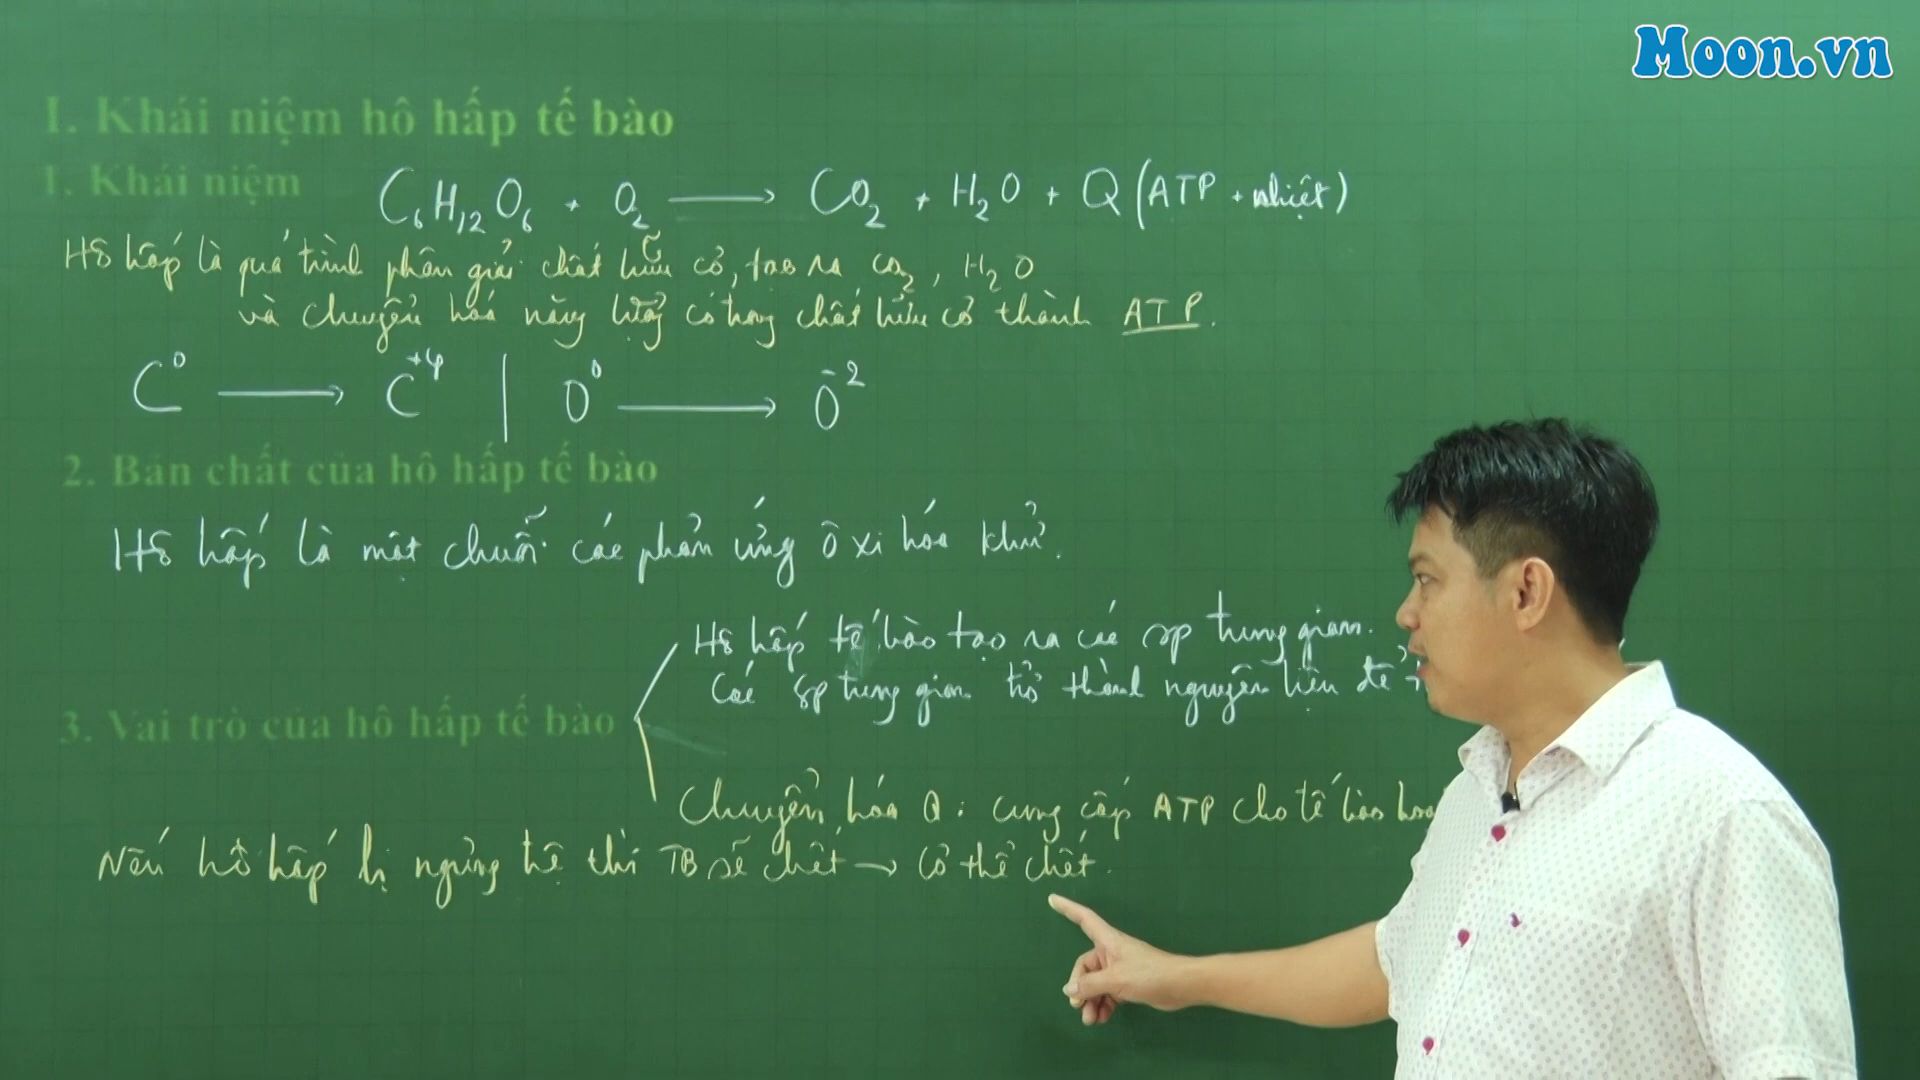 Moon.vn
I. Khái niệm hô hấp tế bào
1. Khái niệm
C6H12O6 + O2 → CO2 + H2O + Q (ATP + nhiệt)
Hô hấp là quá trình phân giải chất hữu cơ, tạo ra CO2, H2O
và chuyển hóa năng lượng có trong chất hữu cơ thành ATP.
C⁰ → C⁺⁴ | O⁰ → O⁻²
2. Bản chất của hô hấp tế bào
Hô hấp là một chuỗi các phản ứng ôxi hóa khử.
Hô hấp tế bào tạo ra các sp trung gian.
Các sp trung gian trở thành nguyên liệu để
3. Vai trò của hô hấp tế bào
Chuyển hóa Q: cung cấp ATP cho tế bào
Nếu hô hấp bị ngừng trệ thì TB sẽ chết → Cơ thể chết.